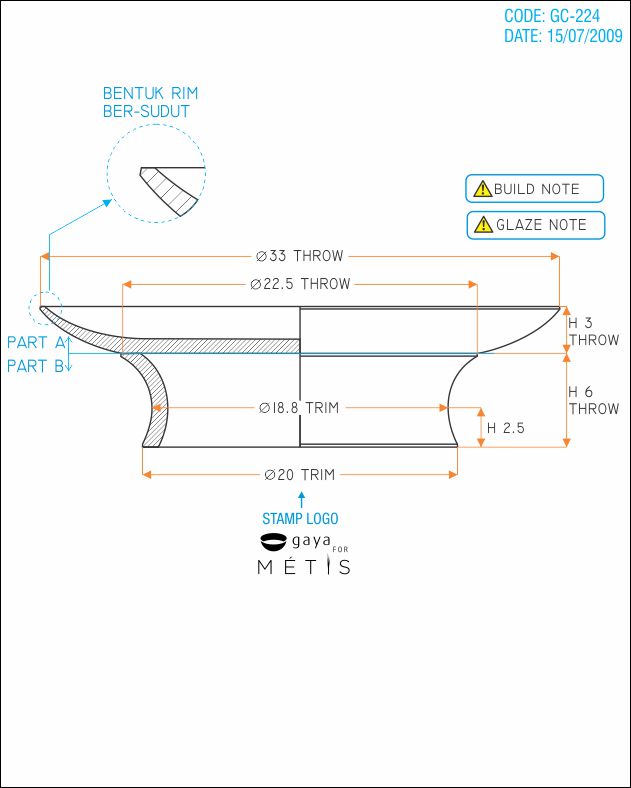 CODE: GC-224
DATE: 15/07/2009
BENTUK RIM
BER-SUDUT
BUILD NOTE
GLAZE NOTE
Ø33 THROW
Ø22.5 THROW
PART A
PART B
H 3
THROW
H 6
THROW
Ø18.8 TRIM
H 2.5
Ø20 TRIM
STAMP LOGO
gaya
FOR
MÉTIS